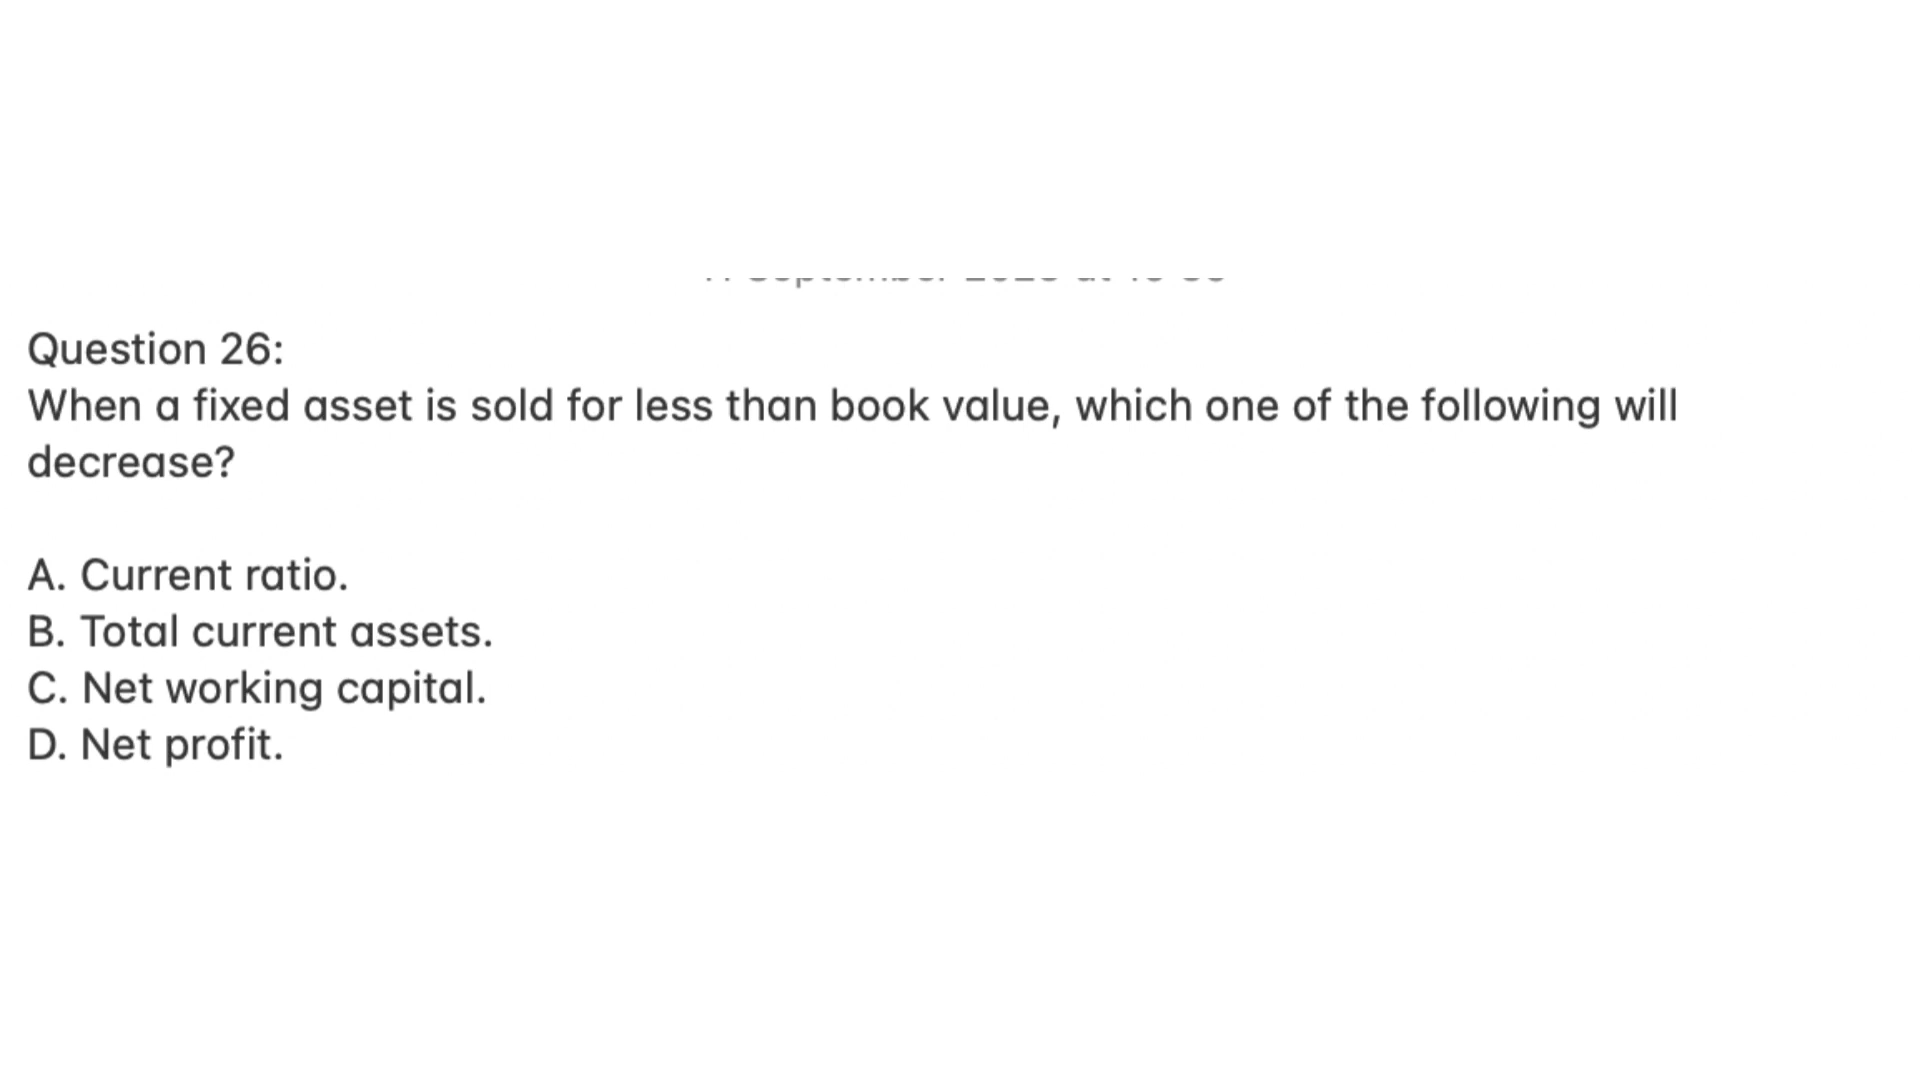 Question 26:
When a fixed asset is sold for less than book value, which one of the following will
decrease?
A. Current ratio.
B. Total current assets.
C. Net working capital.
D. Net profit.